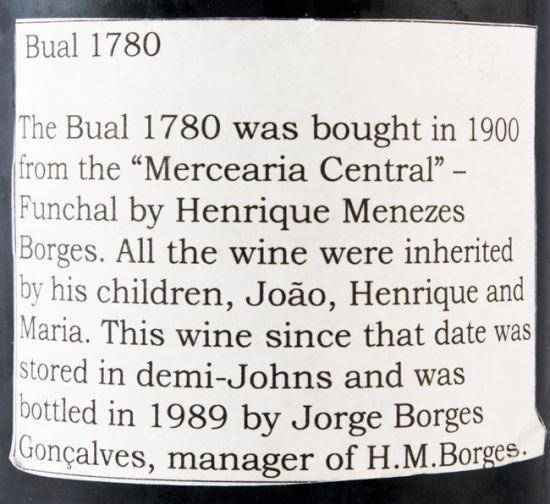 Bual 1780
The Bual 1780 was bought in 1900
from the “Mercearia Central” –
Funchal by Henrique Menezes
Borges. All the wine were inherited
by his children, João, Henrique and
Maria. This wine since that date was
stored in demi-Johns and was
bottled in 1989 by Jorge Borges
Gonçalves, manager of H.M.Borges.